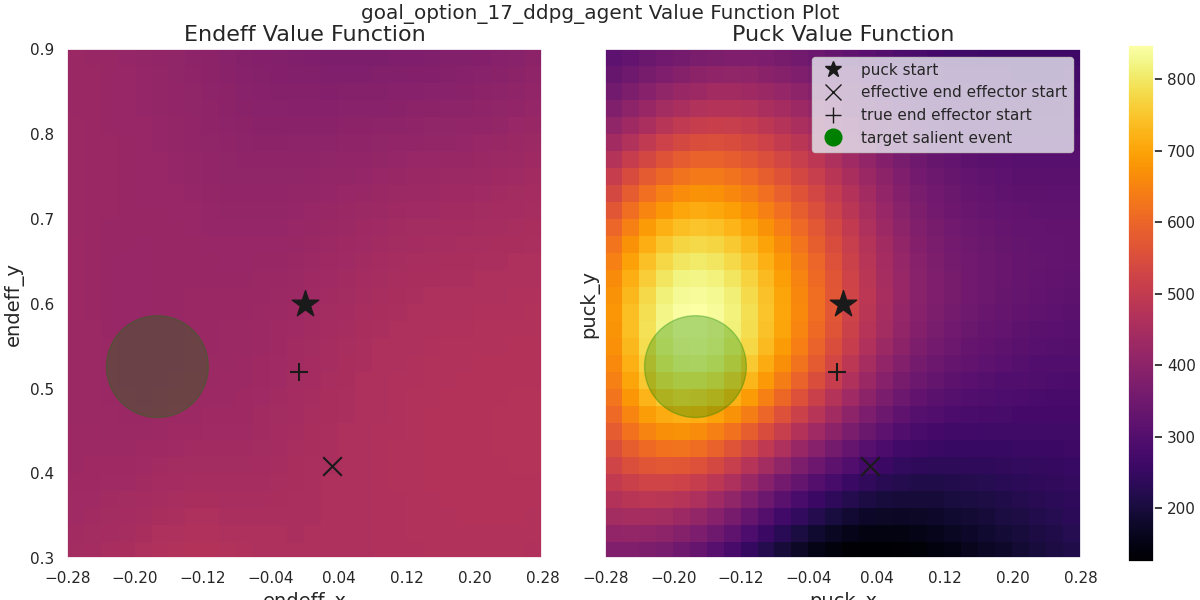 goal_option_17_ddpg_agent Value Function Plot
Endeff Value Function
Puck Value Function
endeff_y
0.9
0.8
0.7
0.6
0.5
0.4
0.3
−0.28 −0.20 −0.12 −0.04 0.04 0.12 0.20 0.28
endeff_x
puck_y
puck start
effective end effector start
true end effector start
target salient event
−0.28 −0.20 −0.12 −0.04 0.04 0.12 0.20 0.28
puck_x
800
700
600
500
400
300
200